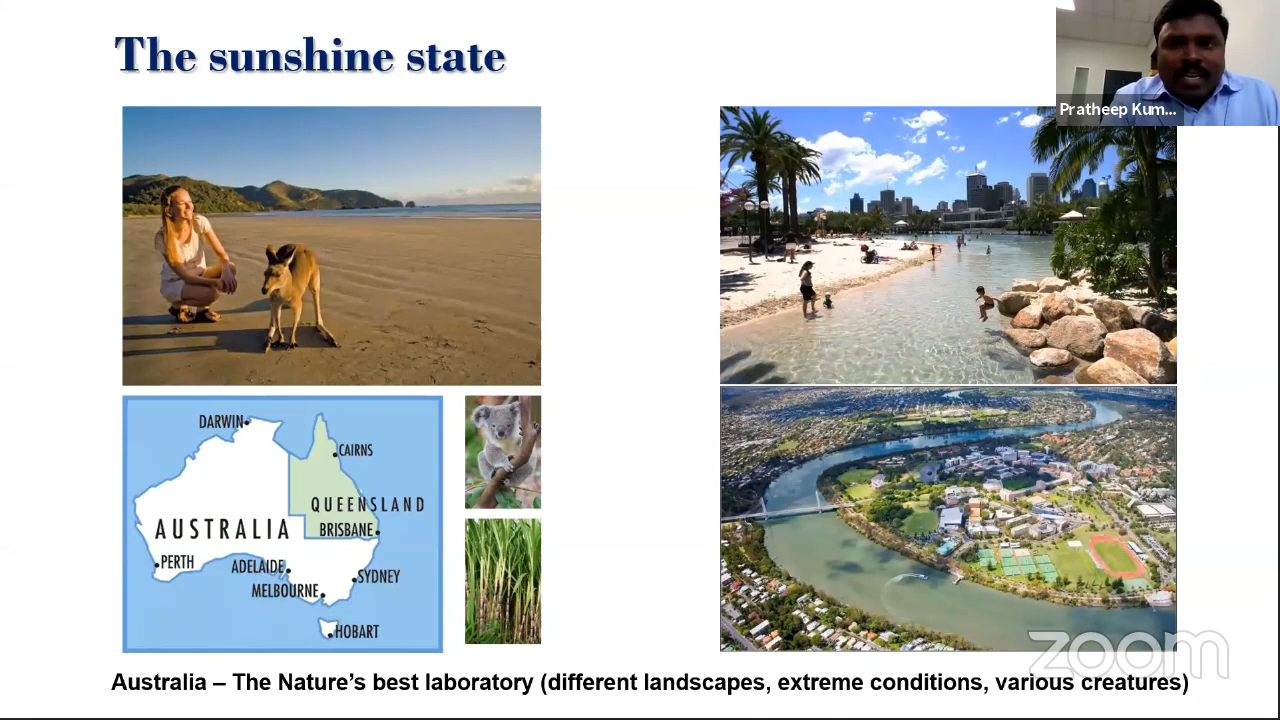 The sunshine state
Pratheep Kum...
DARWIN
CAIRNS
QUEENSLAND
AUSTRALIA
BRISBANE
PERTH
ADELAIDE
SYDNEY
MELBOURNE
HOBART
zoom
Australia – The Nature's best laboratory (different landscapes, extreme conditions, various creatures)